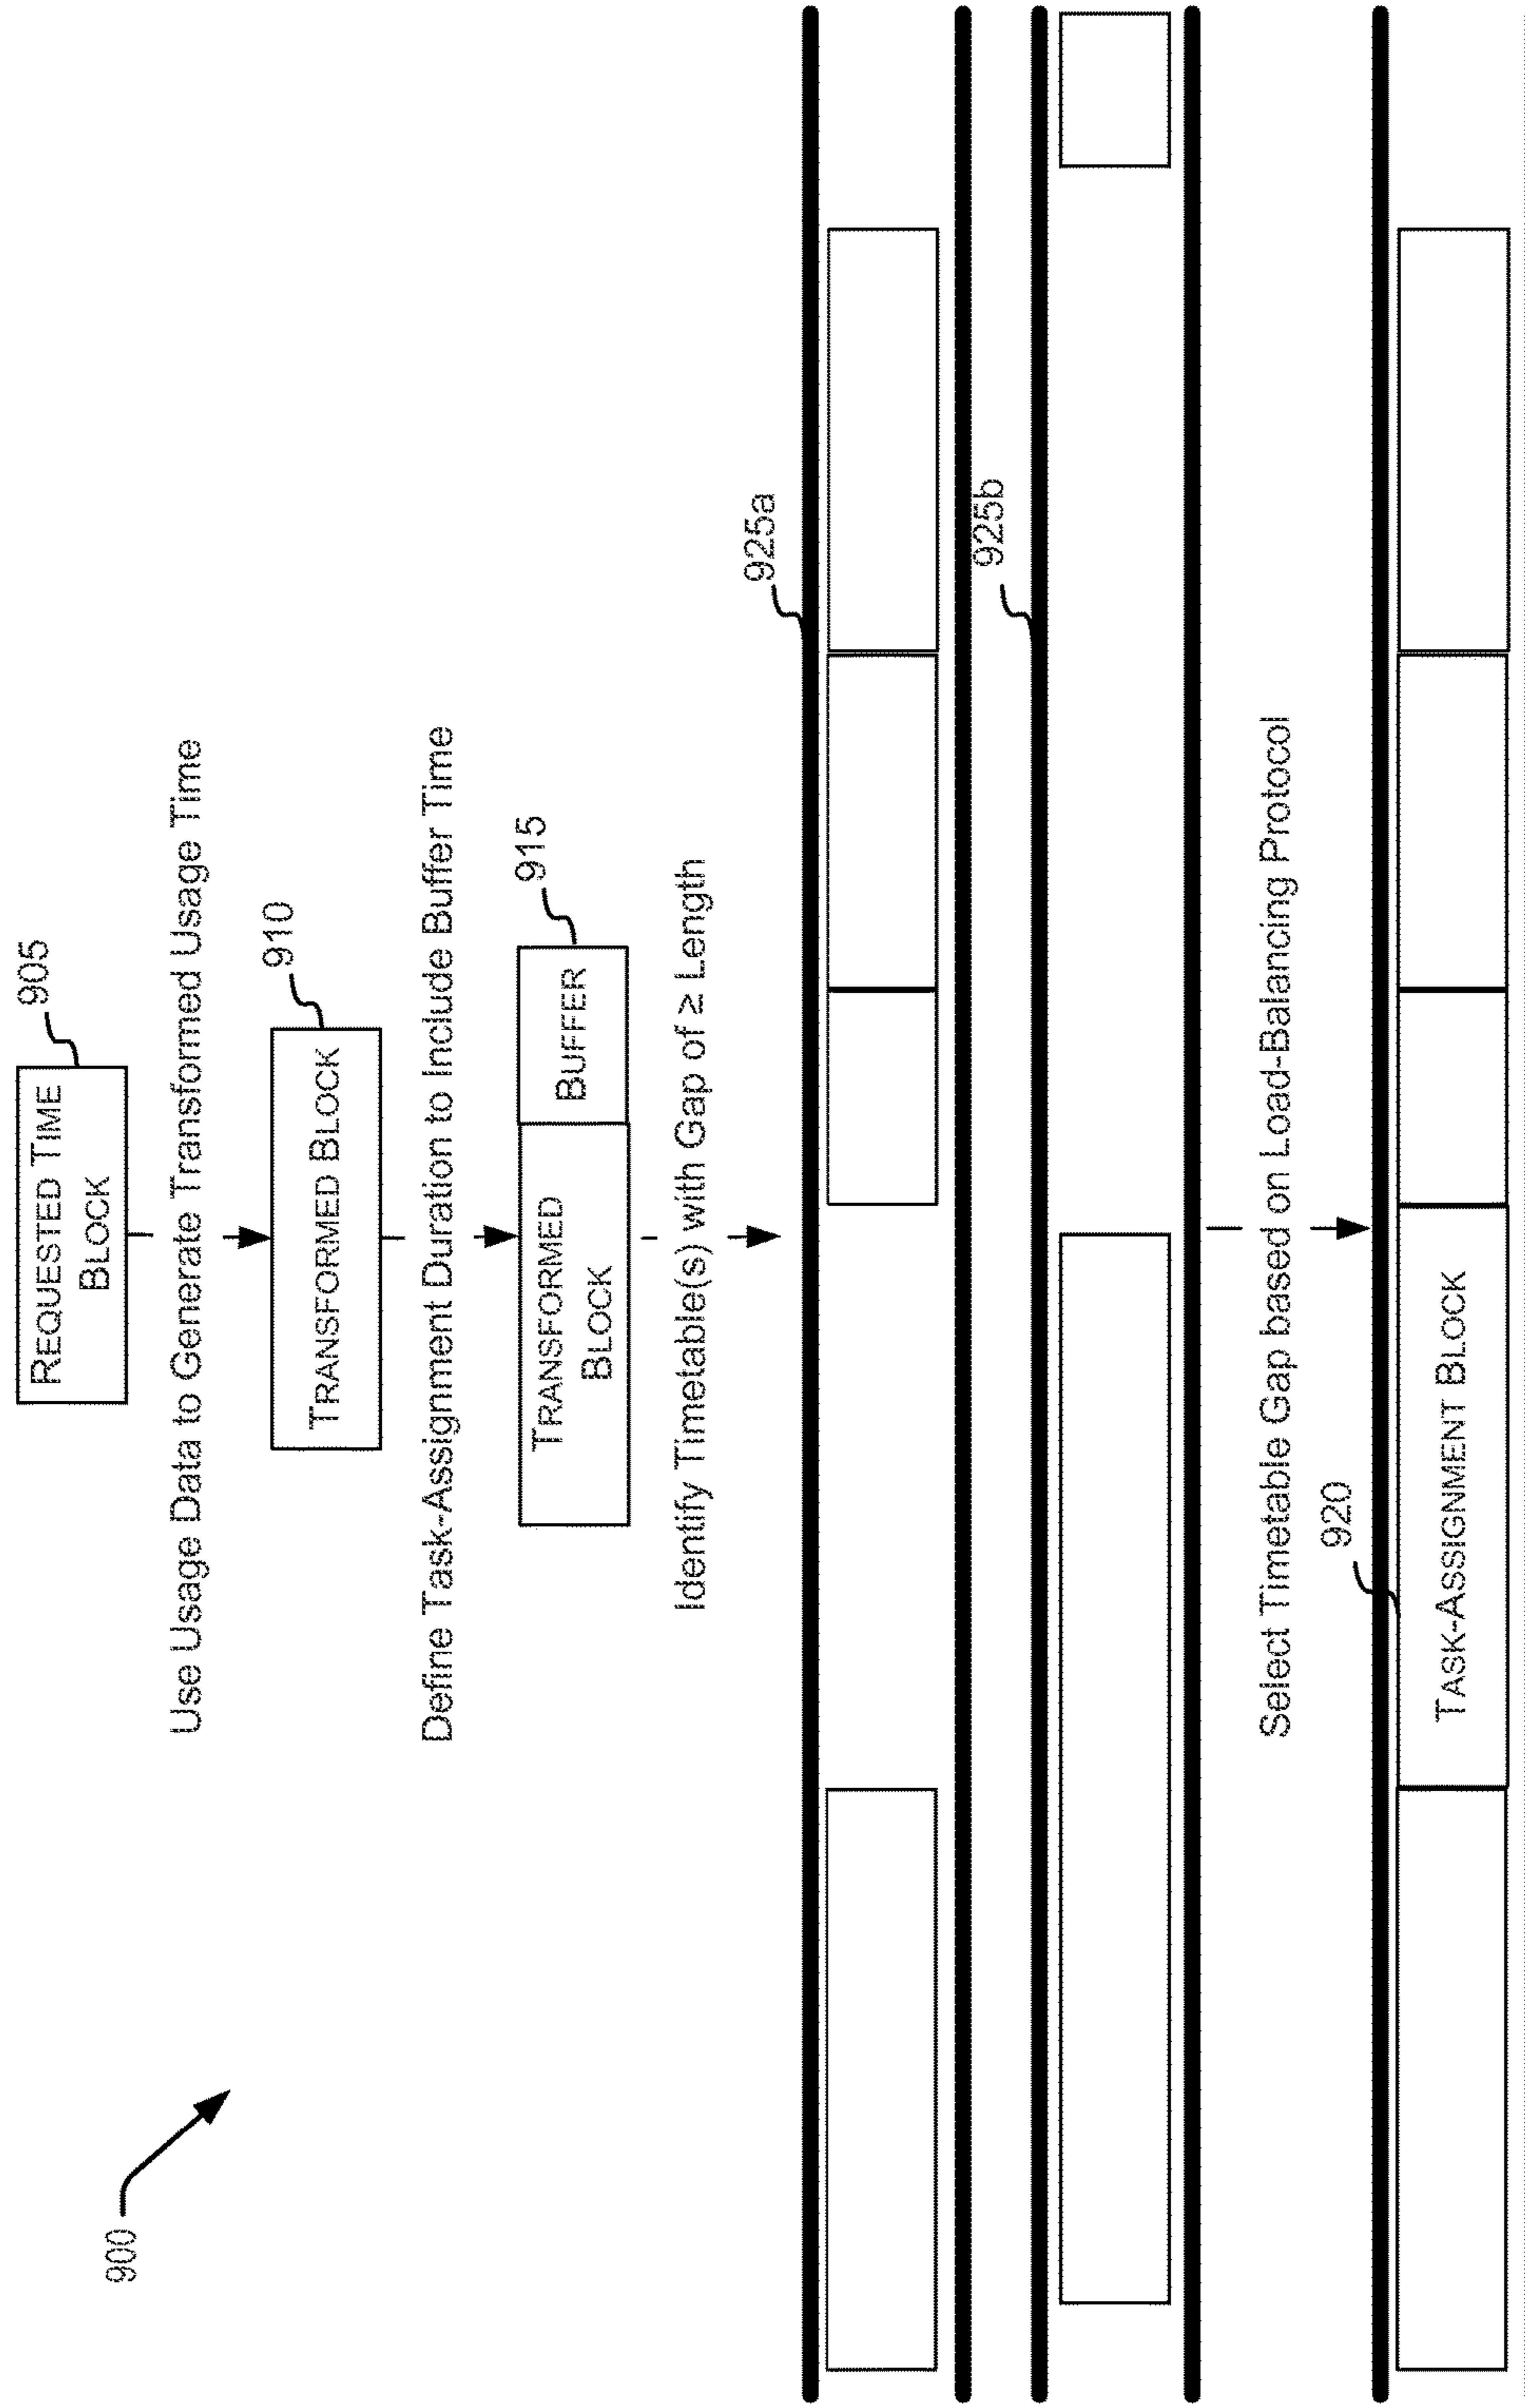 900
REQUESTED TIME
BLOCK
905
Use Usage Data to Generate Transformed Usage Time
TRANSFORMED BLOCK
910
Define Task-Assignment Duration to Include Buffer Time
TRANSFORMED
BLOCK
BUFFER
915
Identify Timetable(s) with Gap of ≥ Length
925a
925b
Select Timetable Gap based on Load-Balancing Protocol
920
TASK-ASSIGNMENT BLOCK